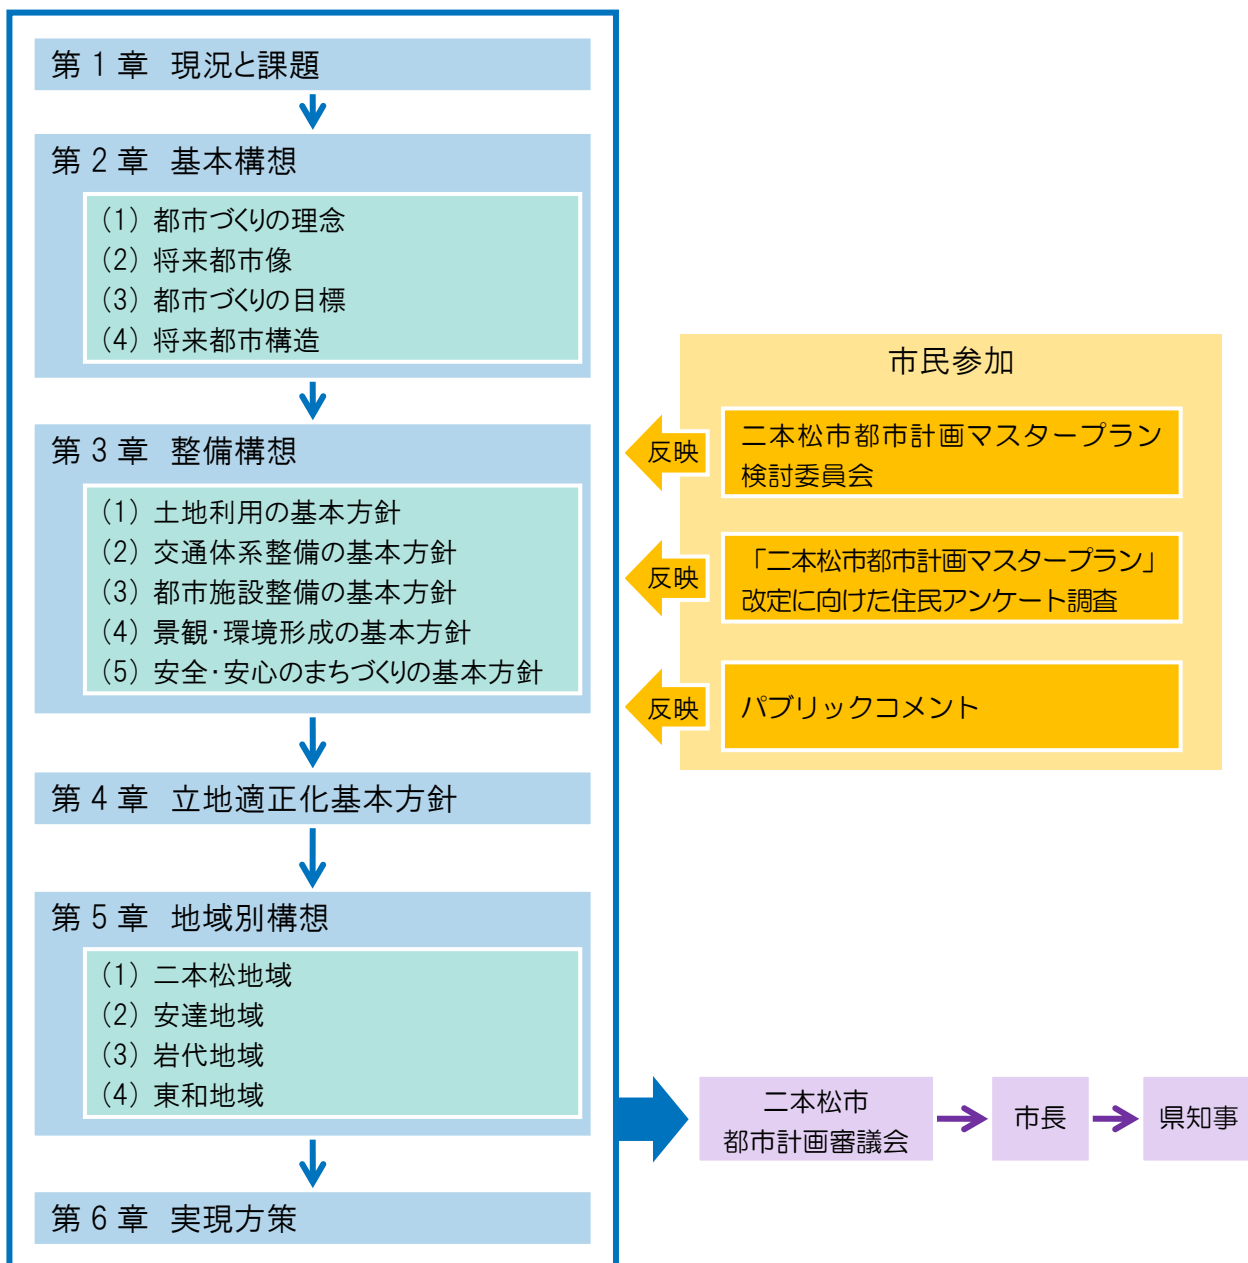 第1章 現況と課題
第2章 基本構想
(1) 都市づくりの理念
(2) 将来都市像
(3) 都市づくりの目標
(4) 将来都市構造
第3章 整備構想
(1) 土地利用の基本方針
(2) 交通体系整備の基本方針
(3) 都市施設整備の基本方針
(4) 景観・環境形成の基本方針
(5) 安全・安心のまちづくりの基本方針
第4章 立地適正化基本方針
第5章 地域別構想
(1) 二本松地域
(2) 安達地域
(3) 岩代地域
(4) 東和地域
第6章 実現方策
市民参加
反映
二本松市都市計画マスタープラン
検討委員会
反映
「二本松市都市計画マスタープラン」
改定に向けた住民アンケート調査
反映
パブリックコメント
二本松市
都市計画審議会
市長
県知事